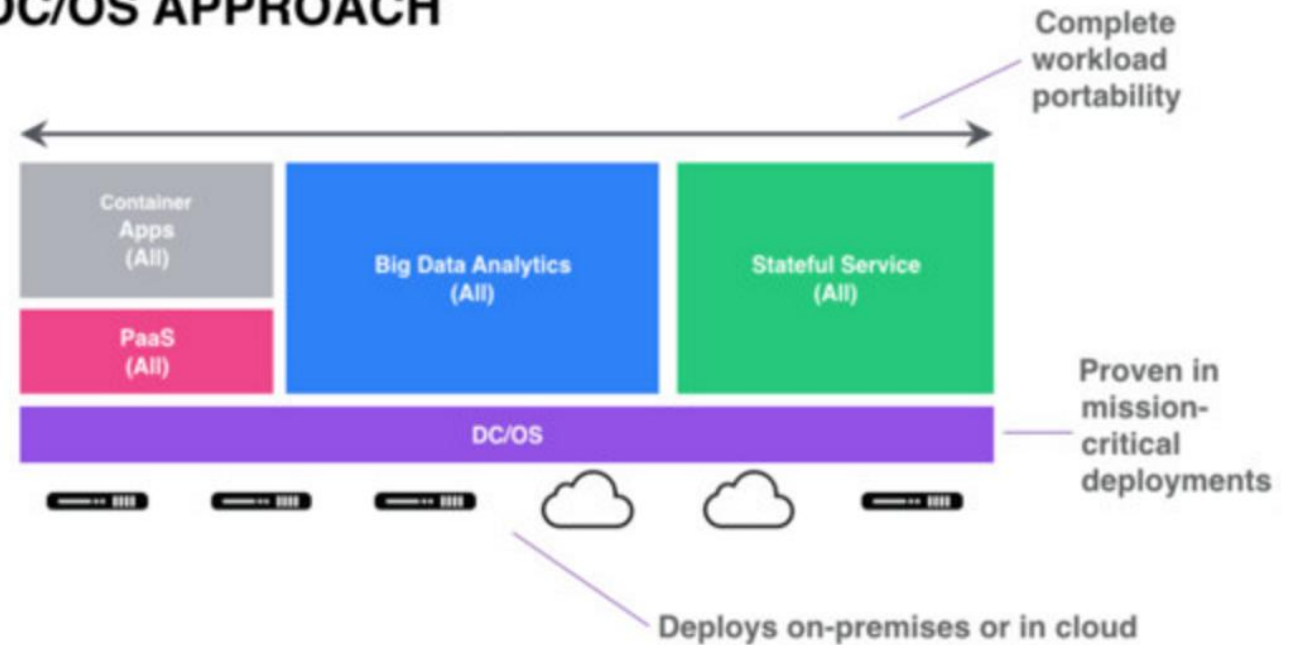 DC/OS APPROACH
Complete
workload
portability
Container
Apps
(All)
Big Data Analytics
(All)
Stateful Service
(All)
PaaS
(All)
DC/OS
Proven in
mission-
critical
deployments
Deploys on-premises or in cloud